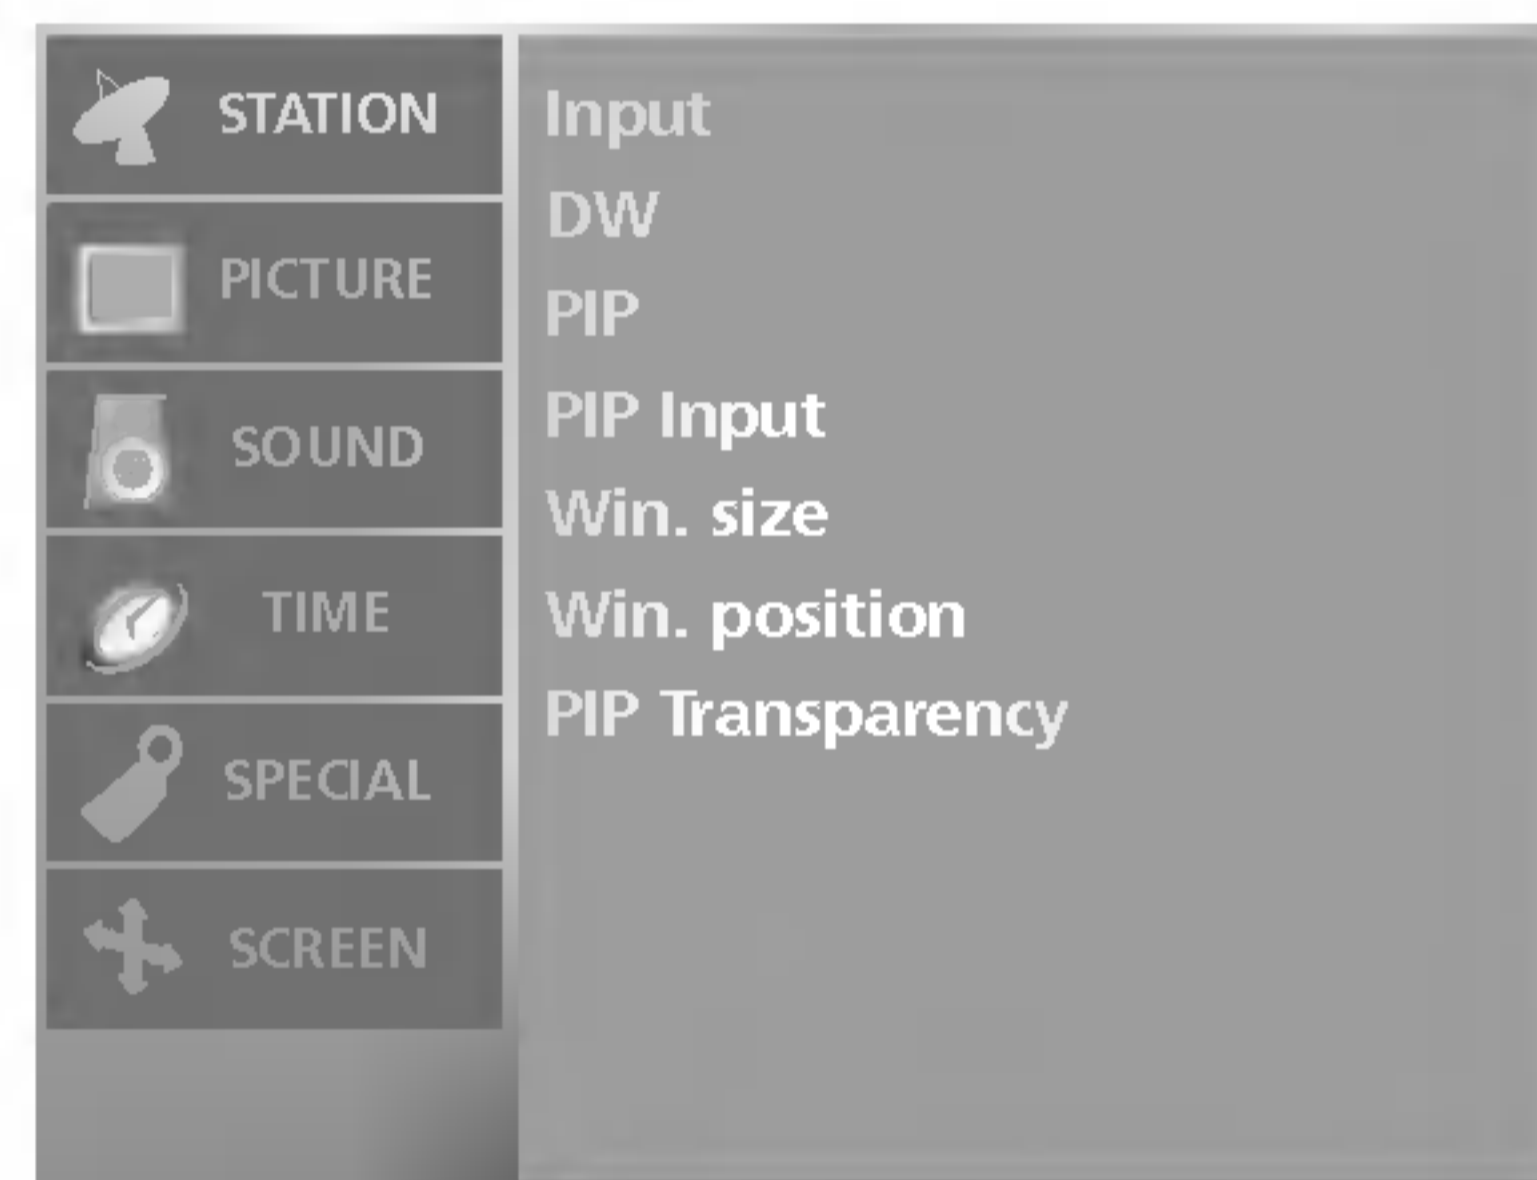 STATION
PICTURE
SOUND
TIME
SPECIAL
SCREEN
Input
DW
PIP
PIP Input
Win. size
Win. position
PIP Transparency